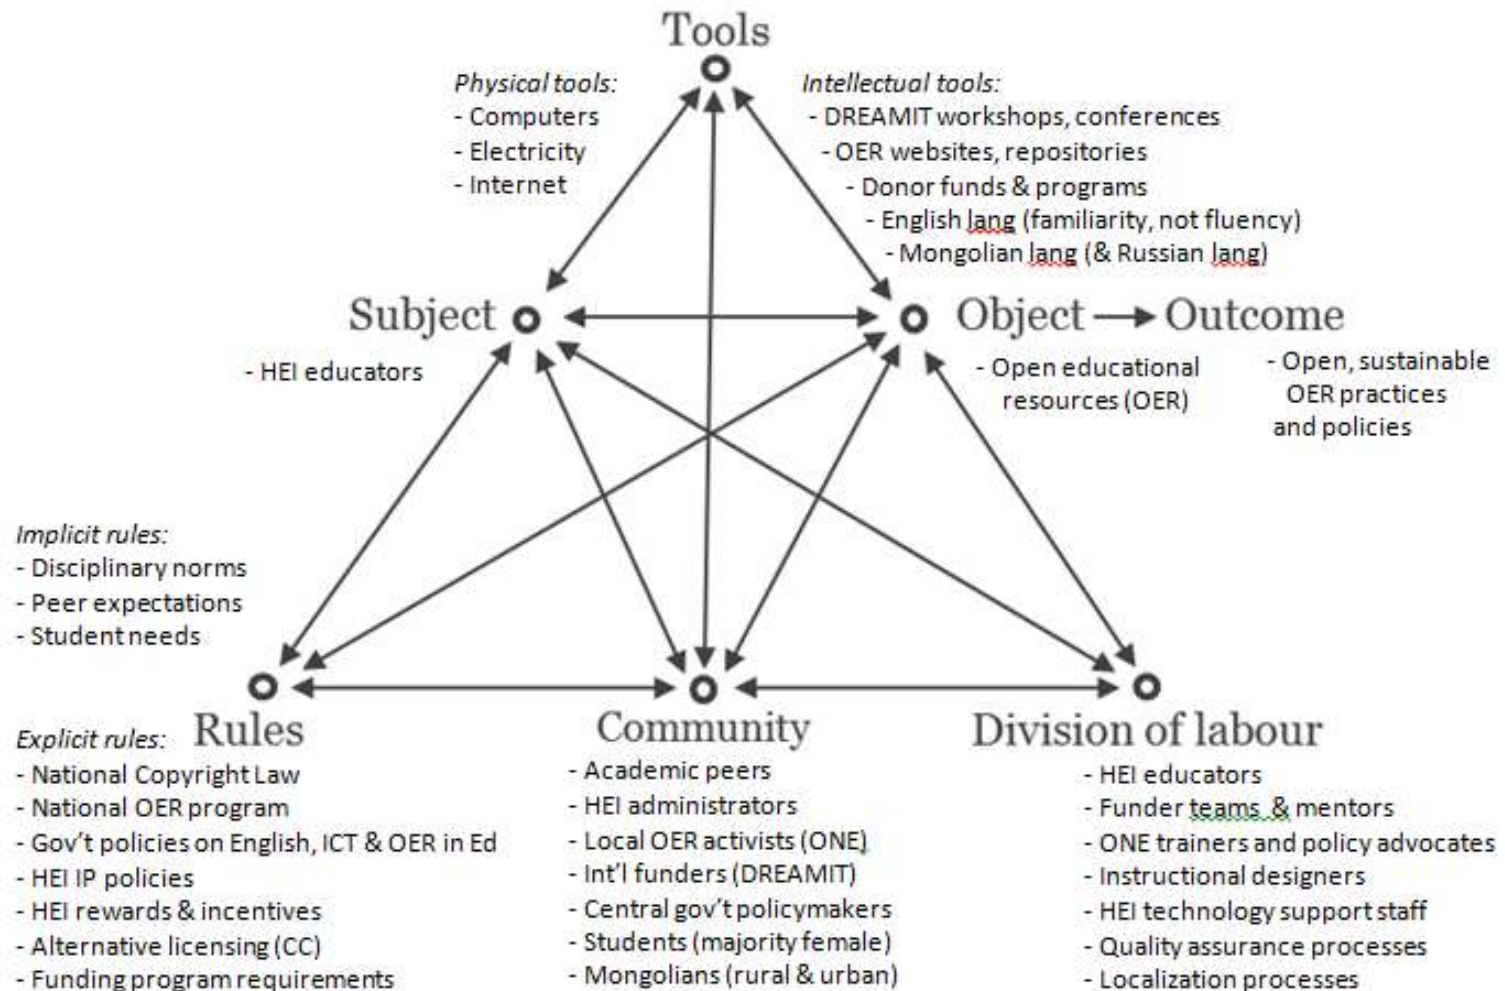 Tools
Physical tools:
- Computers
- Electricity
- Internet
Intellectual tools:
- DREAMIT workshops, conferences
- OER websites, repositories
- Donor funds & programs
- English lang (familiarity, not fluency)
- Mongolian lang (& Russian lang)
Subject
- HEI educators
Object
Outcome
- Open educational
resources (OER)
- Open, sustainable
OER practices
and policies
Implicit rules:
- Disciplinary norms
- Peer expectations
- Student needs
Rules
Explicit rules:
- National Copyright Law
- National OER program
- Gov't policies on English, ICT & OER in Ed
- HEI IP policies
- HEI rewards & incentives
- Alternative licensing (CC)
- Funding program requirements
Community
- Academic peers
- HEI administrators
- Local OER activists (ONE)
- Int'l funders (DREAMIT)
- Central gov't policymakers
- Students (majority female)
- Mongolians (rural & urban)
Division of labour
- HEI educators
- Funder teams & mentors
- ONE trainers and policy advocates
- Instructional designers
- HEI technology support staff
- Quality assurance processes
- Localization processes